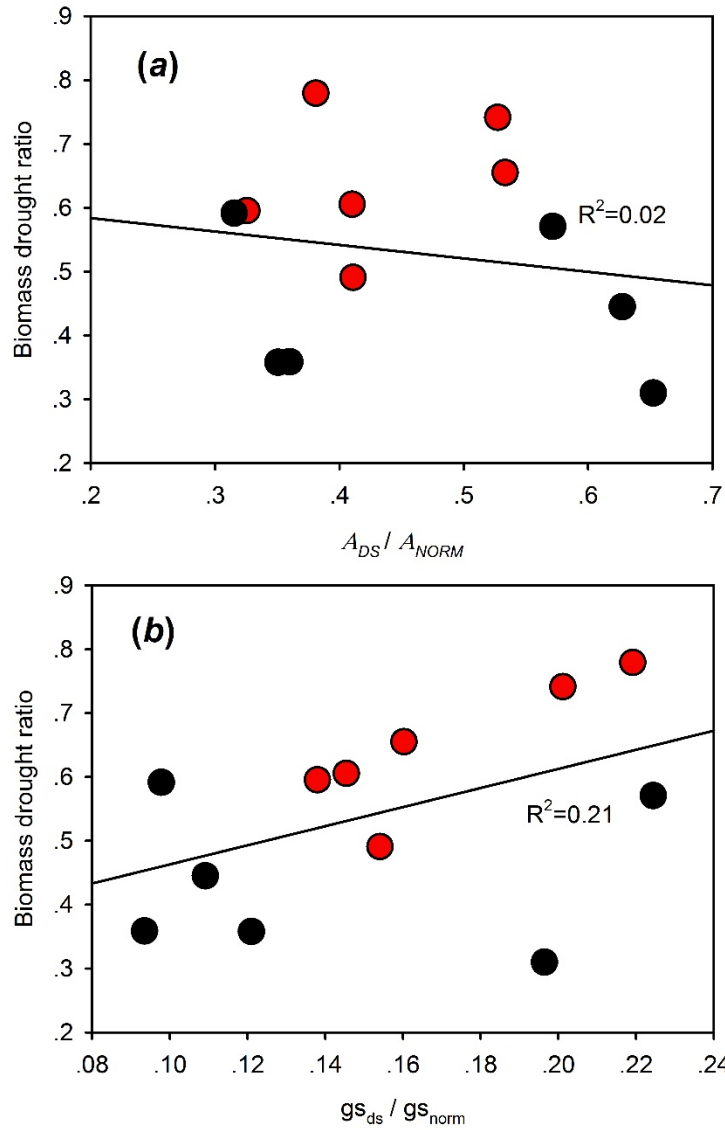 (a)
Biomass drought ratio
.9
.8
.7
.6
.5
.4
.3
.2
R²=0.02
.2 .3 .4 .5 .6 .7
A_DS / A_NORM
(b)
Biomass drought ratio
.9
.8
.7
.6
.5
.4
.3
.2
R²=0.21
.08 .10 .12 .14 .16 .18 .20 .22 .24
gs_ds / gs_norm